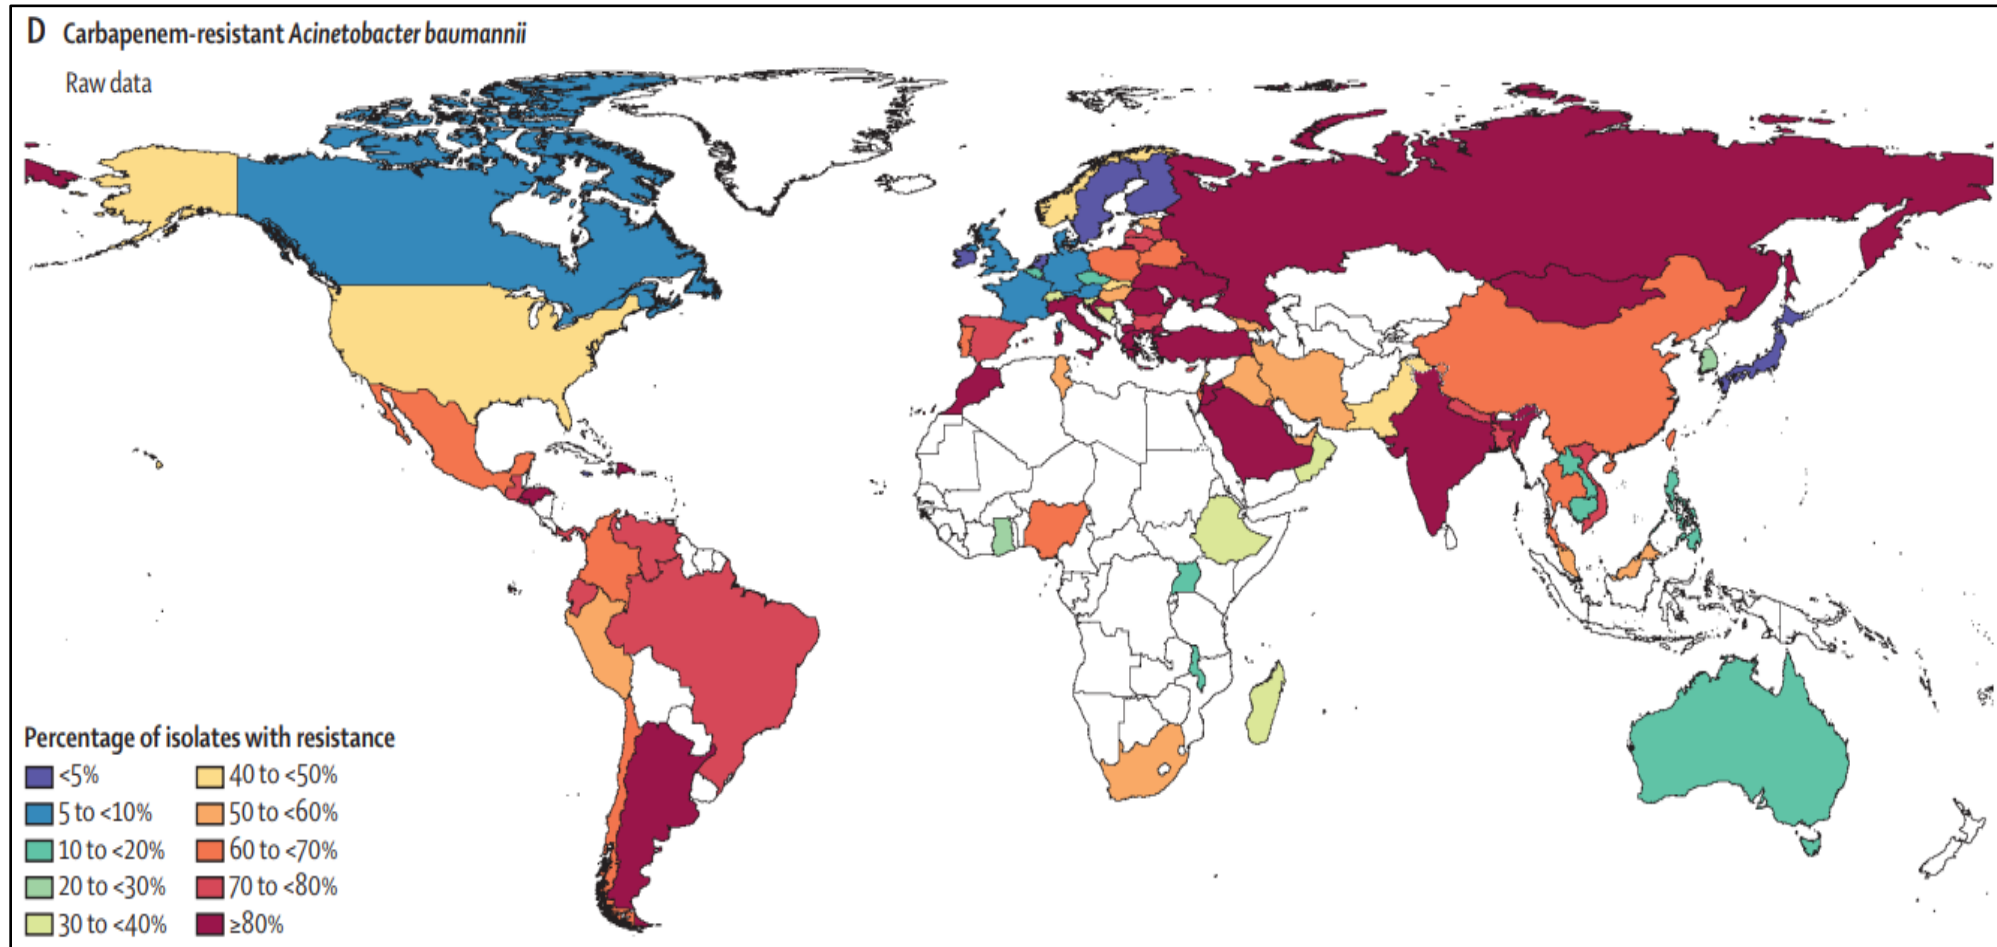 D Carbapenem-resistant Acinetobacter baumannii
Raw data
Percentage of isolates with resistance
<5%
5 to <10%
10 to <20%
20 to <30%
30 to <40%
40 to <50%
50 to <60%
60 to <70%
70 to <80%
≥80%